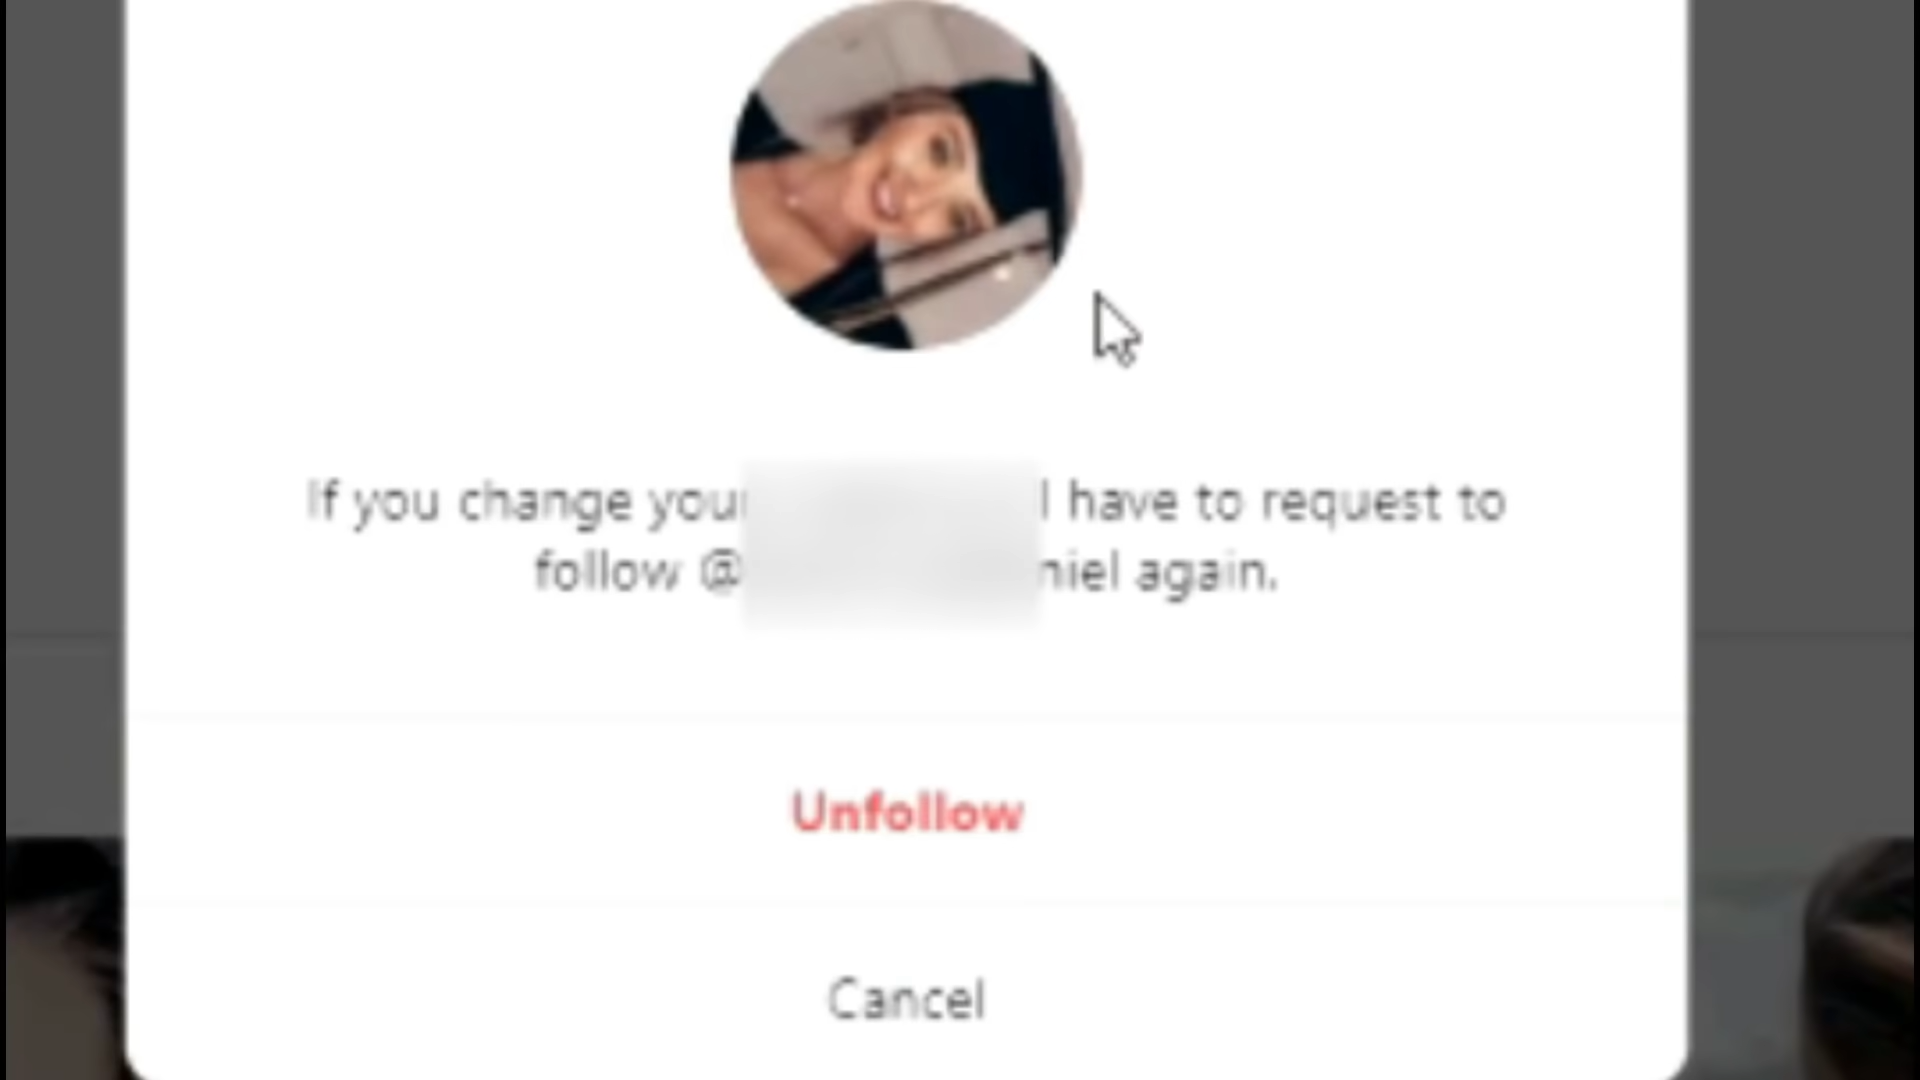 If you change your have to request to
follow @ niel again.
Unfollow
Cancel